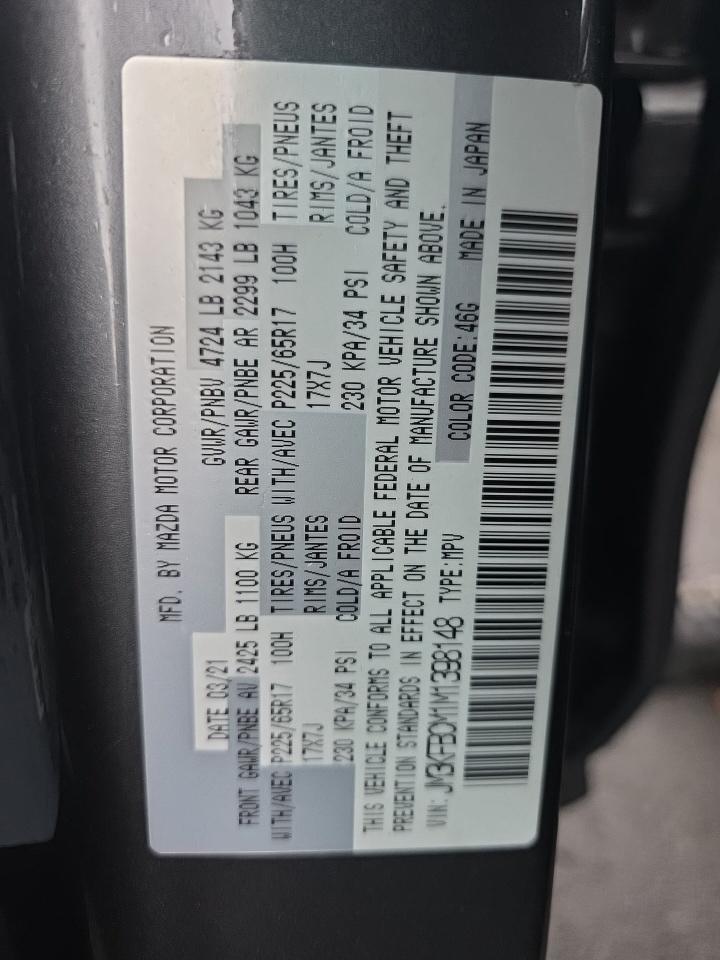 MFD. BY MAZDA MOTOR CORPORATION
DATE 03/21 GVWR/PNBV 4724 LB 2143 KG
FRONT GAWR/PNBE AV 2425 LB 1100 KG REAR GAWR/PNBE AR 2299 LB 1043 KG
WITH/AVEC P225/65R17 100H TIRES/PNEUS WITH/AVEC P225/65R17 100H TIRES/PNEUS
17X7J RIMS/JANTES 17X7J RIMS/JANTES
230 KPA/34 PSI COLD/A FROID 230 KPA/34 PSI COLD/A FROID
THIS VEHICLE CONFORMS TO ALL APPLICABLE FEDERAL MOTOR VEHICLE SAFETY AND THEFT
PREVENTION STANDARDS IN EFFECT ON THE DATE OF MANUFACTURE SHOWN ABOVE.
VIN: JM3KFBCM1M1398148 TYPE:MPV COLOR CODE:46G MADE IN JAPAN